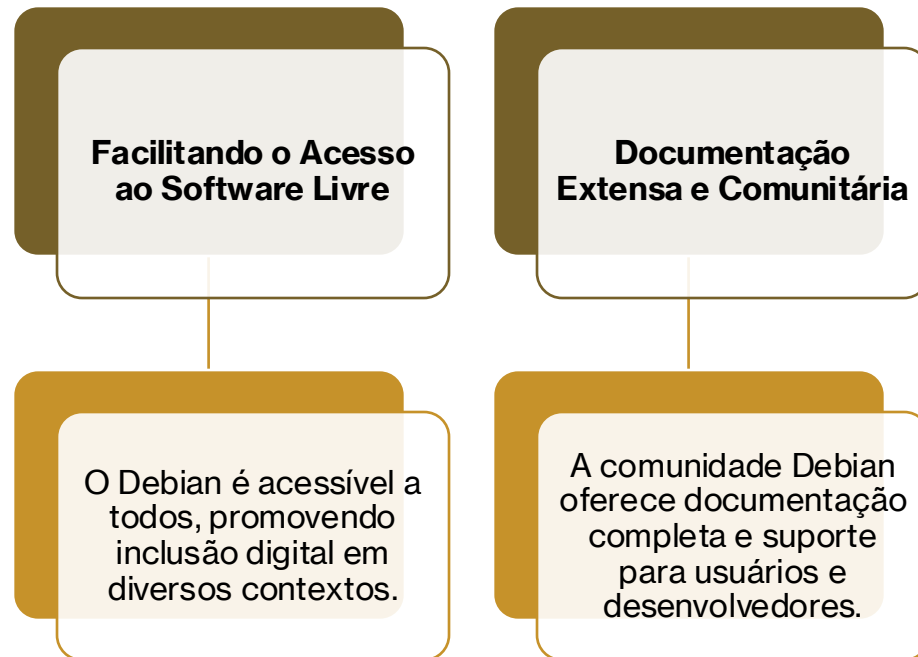 Facilitando o Acesso
ao Software Livre
O Debian é acessível a
todos, promovendo
inclusão digital em
diversos contextos.
Documentação
Extensa e Comunitária
A comunidade Debian
oferece documentação
completa e suporte
para usuários e
desenvolvedores.